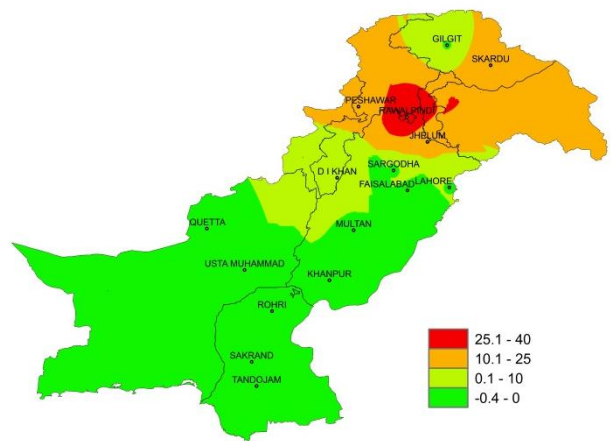 GILGIT
SKARDU
PESHAWAR
RAWALPINDI
JHELUM
SARGODHA
D I KHAN
FAISALABAD
LAHORE
QUETTA
MULTAN
USTA MUHAMMAD
KHANPUR
ROHRI
SAKRAND
TANDOJAM
25.1 - 40
10.1 - 25
0.1 - 10
-0.4 - 0